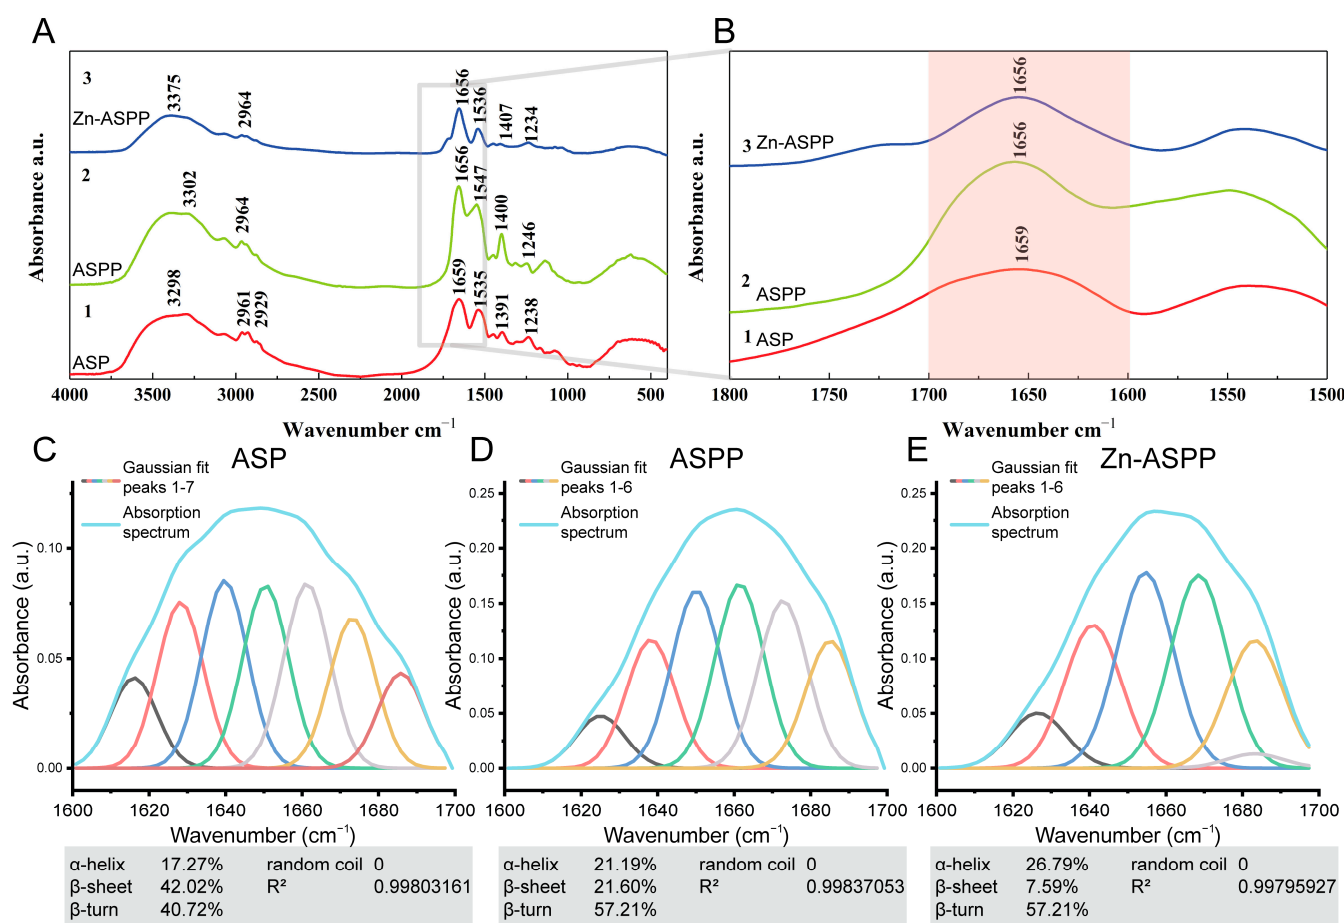 A
3
Zn-ASPP
3375
2964
1656
1536
1407
1234
2
ASPP
3302
2964
1656
1547
1400
1246
1
ASP
3298
2961
2929
1659
1535
1391
1238
Absorbance a.u.
4000 3500 3000 2500 2000 1500 1000 500
Wavenumber cm⁻¹
B
1656
3 Zn-ASPP
1656
2 ASPP
1659
1 ASP
Absorbance a.u.
1800 1750 1700 1650 1600 1550 1500
Wavenumber cm⁻¹
C
ASP
Gaussian fit
peaks 1-7
Absorption
spectrum
Absorbance (a.u.)
0.10
0.05
0.00
1600 1620 1640 1660 1680 1700
Wavenumber (cm⁻¹)
α-helix 17.27% random coil 0
β-sheet 42.02% R² 0.99803161
β-turn 40.72%
D
ASPP
Gaussian fit
peaks 1-6
Absorption
spectrum
Absorbance (a.u.)
0.25
0.20
0.15
0.10
0.05
0.00
1600 1620 1640 1660 1680 1700
Wavenumber (cm⁻¹)
α-helix 21.19% random coil 0
β-sheet 21.60% R² 0.99837053
β-turn 57.21%
E
Zn-ASPP
Gaussian fit
peaks 1-6
Absorption
spectrum
Absorbance (a.u.)
0.25
0.20
0.15
0.10
0.05
0.00
1600 1620 1640 1660 1680 1700
Wavenumber (cm⁻¹)
α-helix 26.79% random coil 0
β-sheet 7.59% R² 0.99795927
β-turn 57.21%